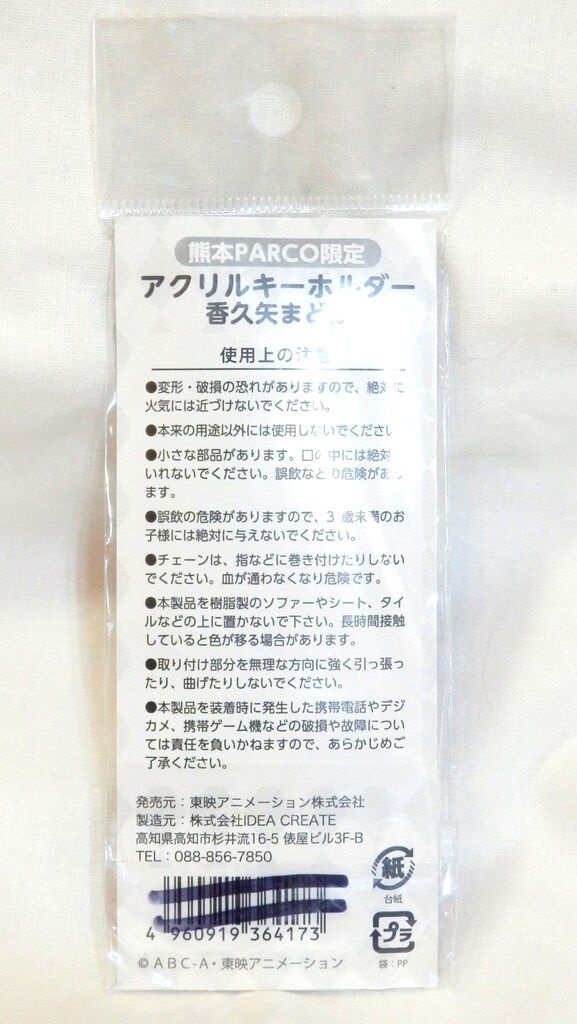 熊本PARCO限定
アクリルキーホルダー
香久矢まど
使用上の注意
●変形・破損の恐れがありますので、絶対に
火気には近づけないでください。
●本来の用途以外には使用しないでください
●小さな部品があります。口の中には絶対
いれないでください。誤飲などの危険があり
ます。
●誤飲の危険がありますので、3 歳未満のお
子様には絶対に与えないでください。
●チェーンは、指などに巻き付けたりしない
でください。血が通わなくなり危険です。
●本製品を樹脂製のソファーやシート、タイ
ルなどの上に置かないで下さい。長時間接触
していると色が移る場合があります。
●取り付け部分を無理な方向に強く引っ張っ
たり、曲げたりしないでください。
●本製品を装着時に発生した携帯電話やデジ
カメ、携帯ゲーム機などの破損や故障につい
ては責任を負いかねますので、あらかじめご
了承ください。
発売元：東映アニメーション株式会社
製造元：株式会社IDEA CREATE
高知県高知市杉井流16-5 俵屋ビル3F-B
TEL：088-856-7850
紙
台紙
4 960919 364173
プラ
袋：PP
©ABC-A・東映アニメーション